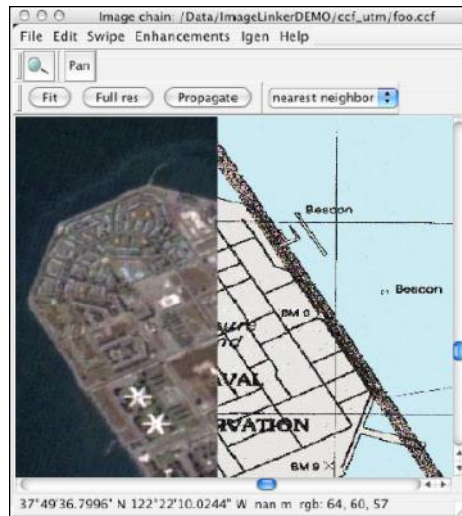 Image chain: /Data/ImageLinkerDEMO/ccf_utm/foo.ccf
File Edit Swipe Enhancements Igen Help
Pan
Fit Full res Propagate nearest neighbor
Beacon
Beacon
BM 9
VAL
BM 9
37°49'36.7996" N 122°22'10.0244" W nan m rgb: 64, 60, 57